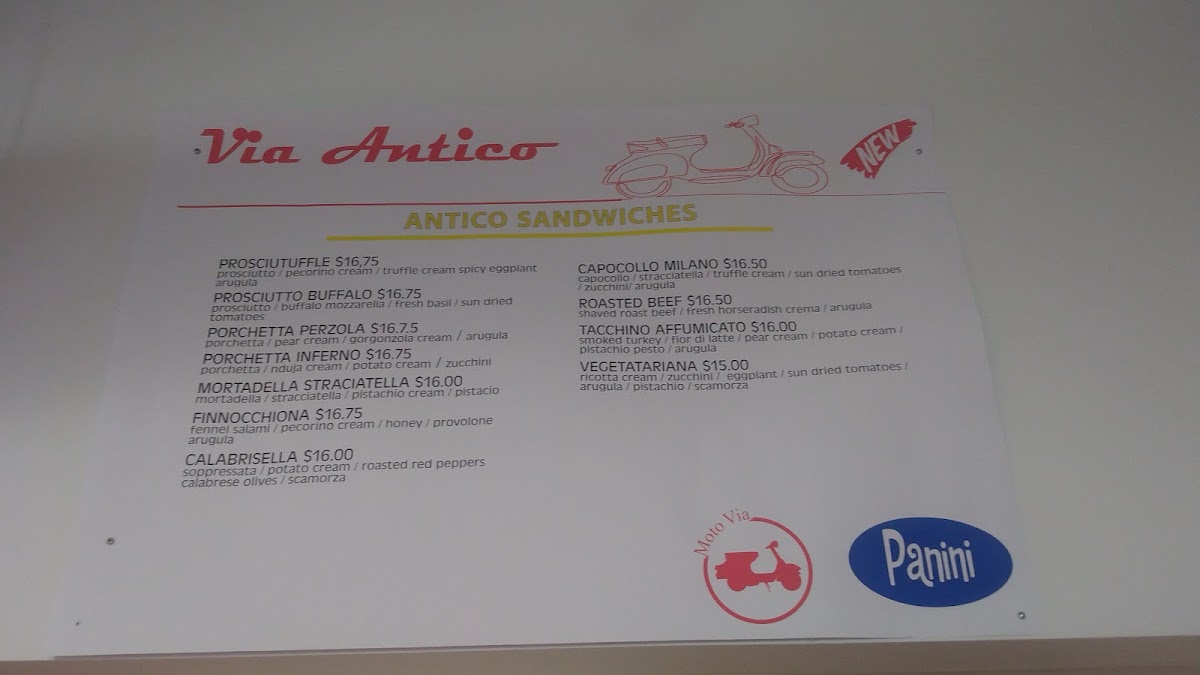 Via Antico
NEW
ANTICO SANDWICHES
PROSCIUTUFFLE $16,75
prosciutto / pecorino cream / truffle cream spicy eggplant
arugula
PROSCIUTTO BUFFALO $16.75
prosciutto / buffalo mozzarella / fresh basil / sun dried
tomatoes
PORCHETTA PERZOLA $16.7.5
porchetta / pear cream / gorgonzola cream / arugula
PORCHETTA INFERNO $16.75
porchetta / nduja cream / potato cream / zucchini
MORTADELLA STRACIATELLA $16.00
mortadella / stracciatella / pistachio cream / pistacio
FINNOCCHIONA $16.75
fennel salami / pecorino cream / honey / provolone
arugula
CALABRISELLA $16.00
soppressata / potato cream / roasted red peppers
calabrese olives / scamorza
CAPOCOLLO MILANO $16.50
capocollo / stracciatella / truffle cream / sun dried tomatoes
/ zucchini/ arugula
ROASTED BEEF $16.50
shaved roast beef / fresh horseradish crema / arugula
TACCHINO AFFUMICATO $16.00
smoked turkey / fior di latte / pear cream / potato cream /
pistachio pesto / arugula
VEGETATARIANA $15.00
ricotta cream / zucchini / eggplant / sun dried tomatoes /
arugula / pistachio / scamorza
Moto Via
Panini